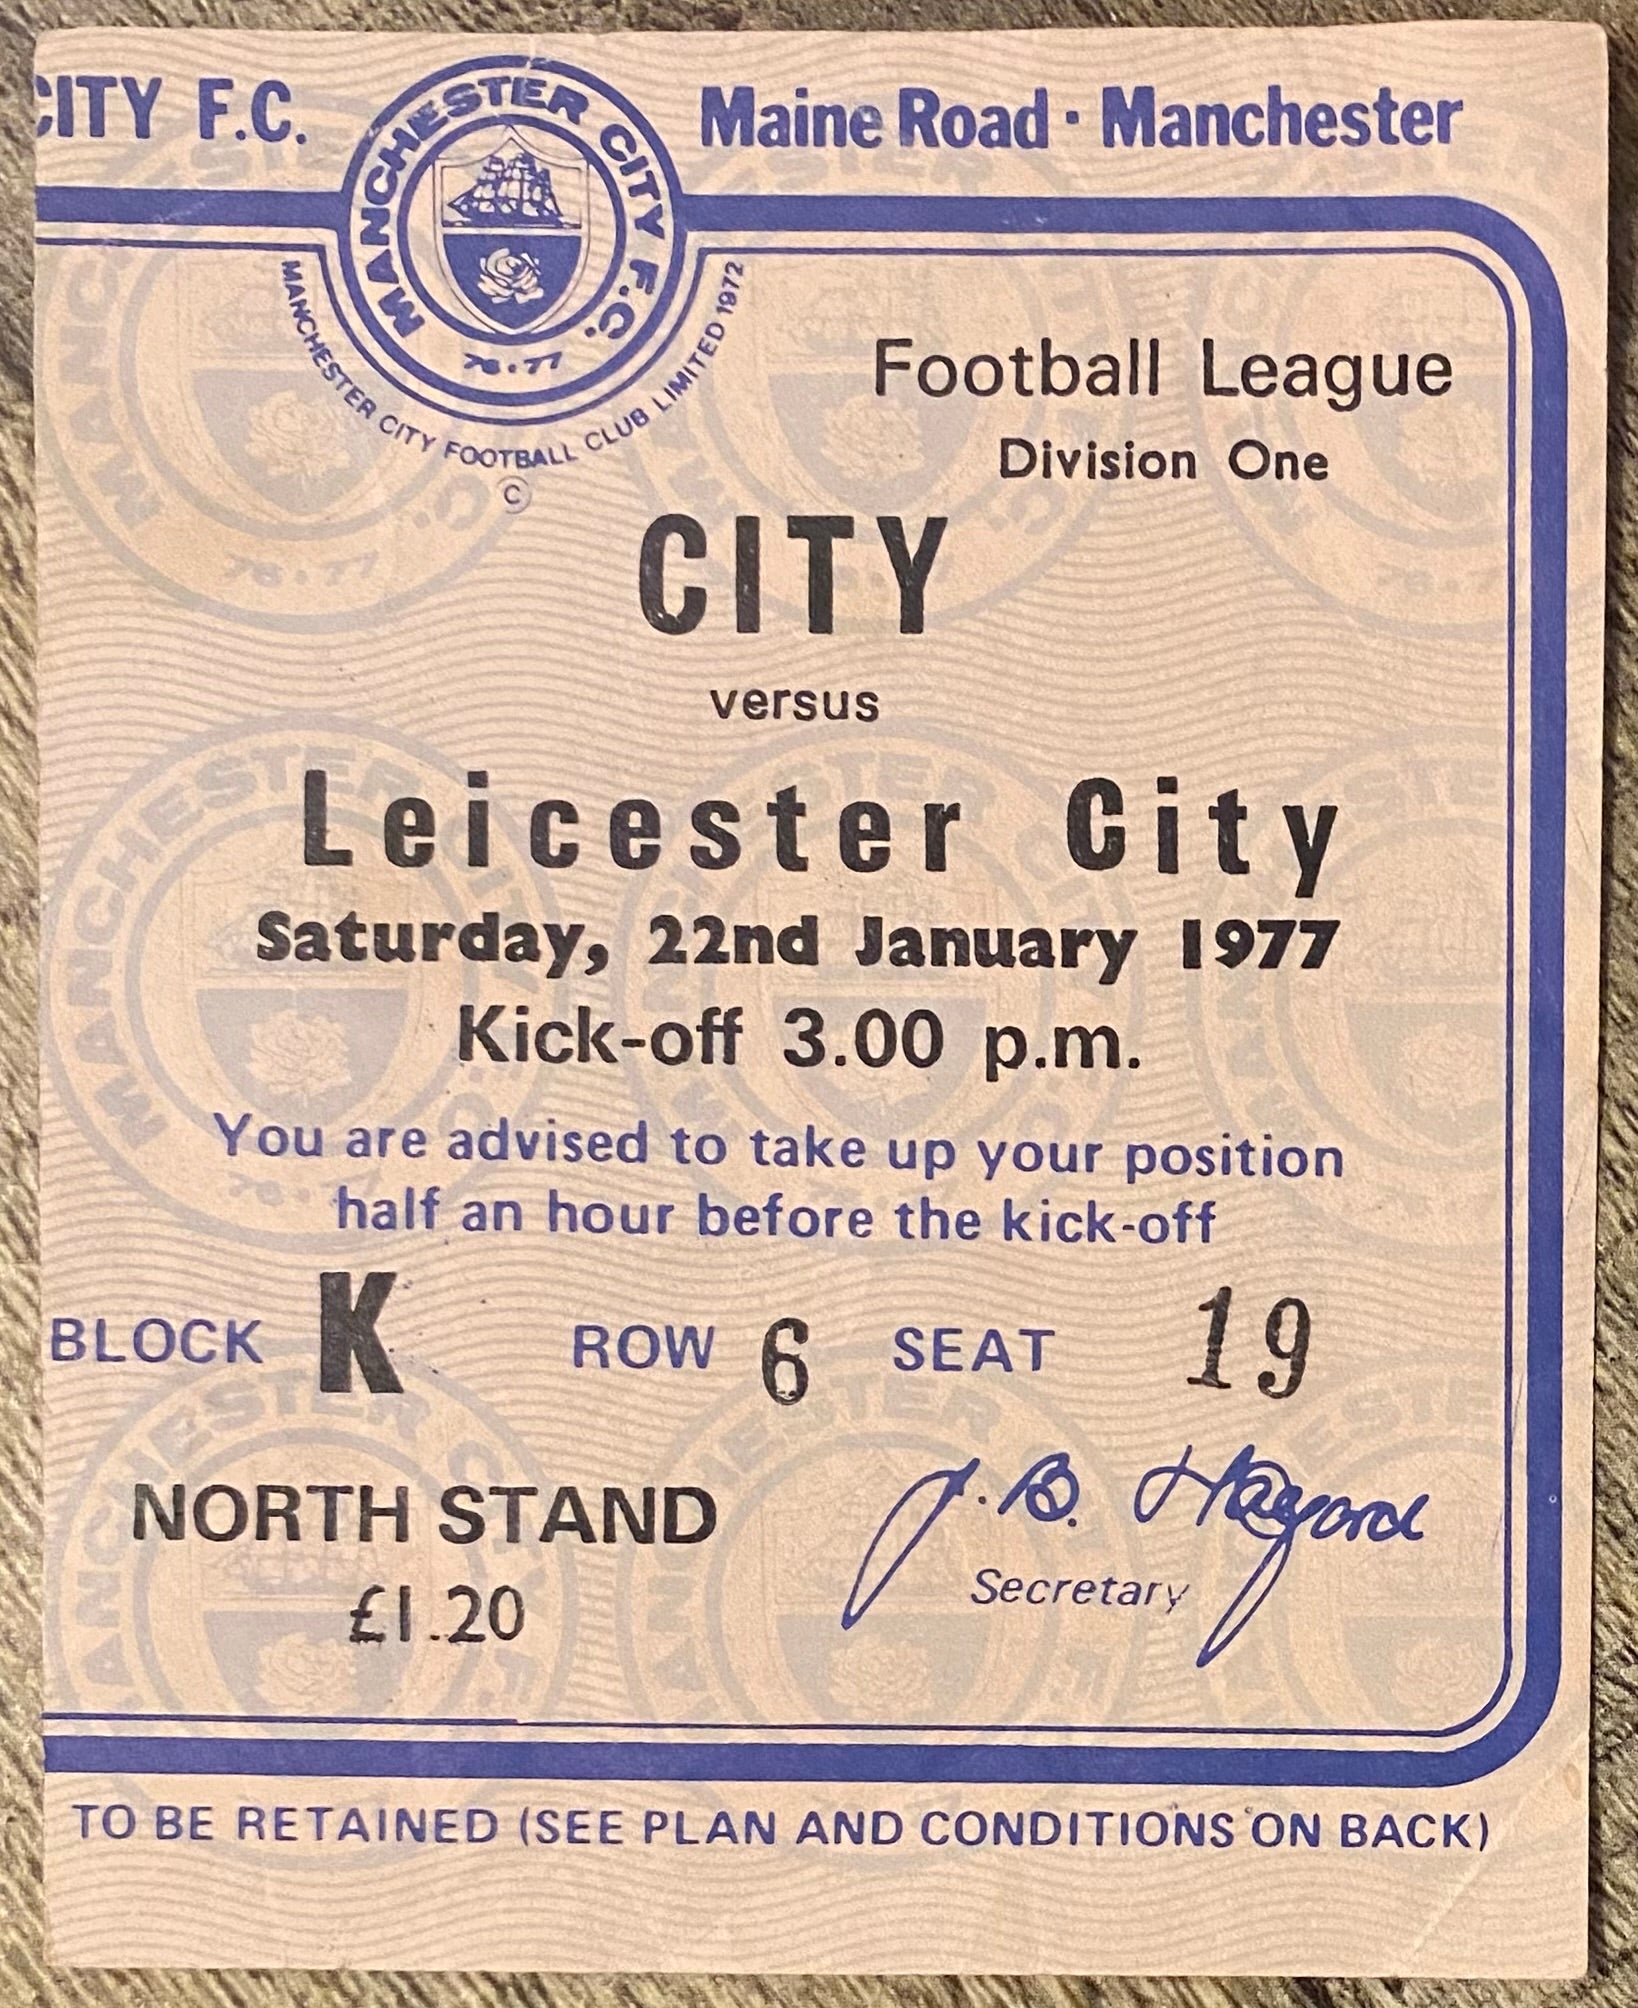 CITY F.C.
Maine Road · Manchester
MANCHESTER CITY F.C.
76·77
MANCHESTER CITY FOOTBALL CLUB LIMITED 1972
©
Football League
Division One
CITY
versus
Leicester City
Saturday, 22nd January 1977
Kick-off 3.00 p.m.
You are advised to take up your position
half an hour before the kick-off
BLOCK K ROW 6 SEAT 19
NORTH STAND
£1.20
J. B. Halford
Secretary
TO BE RETAINED (SEE PLAN AND CONDITIONS ON BACK)